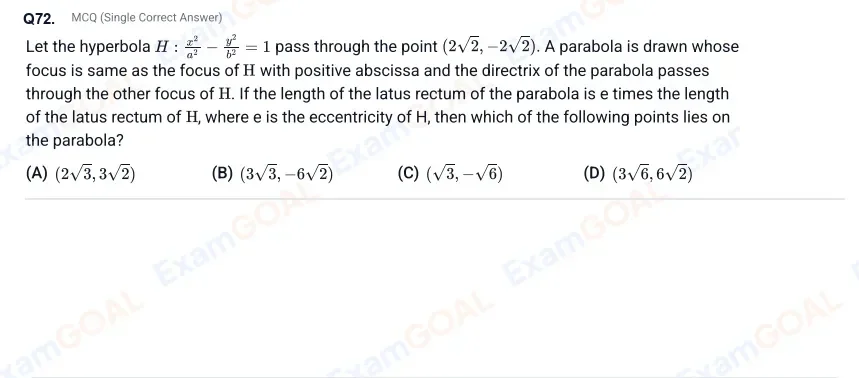 Q72. MCQ (Single Correct Answer)
Let the hyperbola H : x²/a² − y²/b² = 1 pass through the point (2√2, −2√2). A parabola is drawn whose
focus is same as the focus of H with positive abscissa and the directrix of the parabola passes
through the other focus of H. If the length of the latus rectum of the parabola is e times the length
of the latus rectum of H, where e is the eccentricity of H, then which of the following points lies on
the parabola?
(A) (2√3, 3√2) (B) (3√3, −6√2) (C) (√3, −√6) (D) (3√6, 6√2)
ExamGOAL ExamGOAL
ExamGOAL